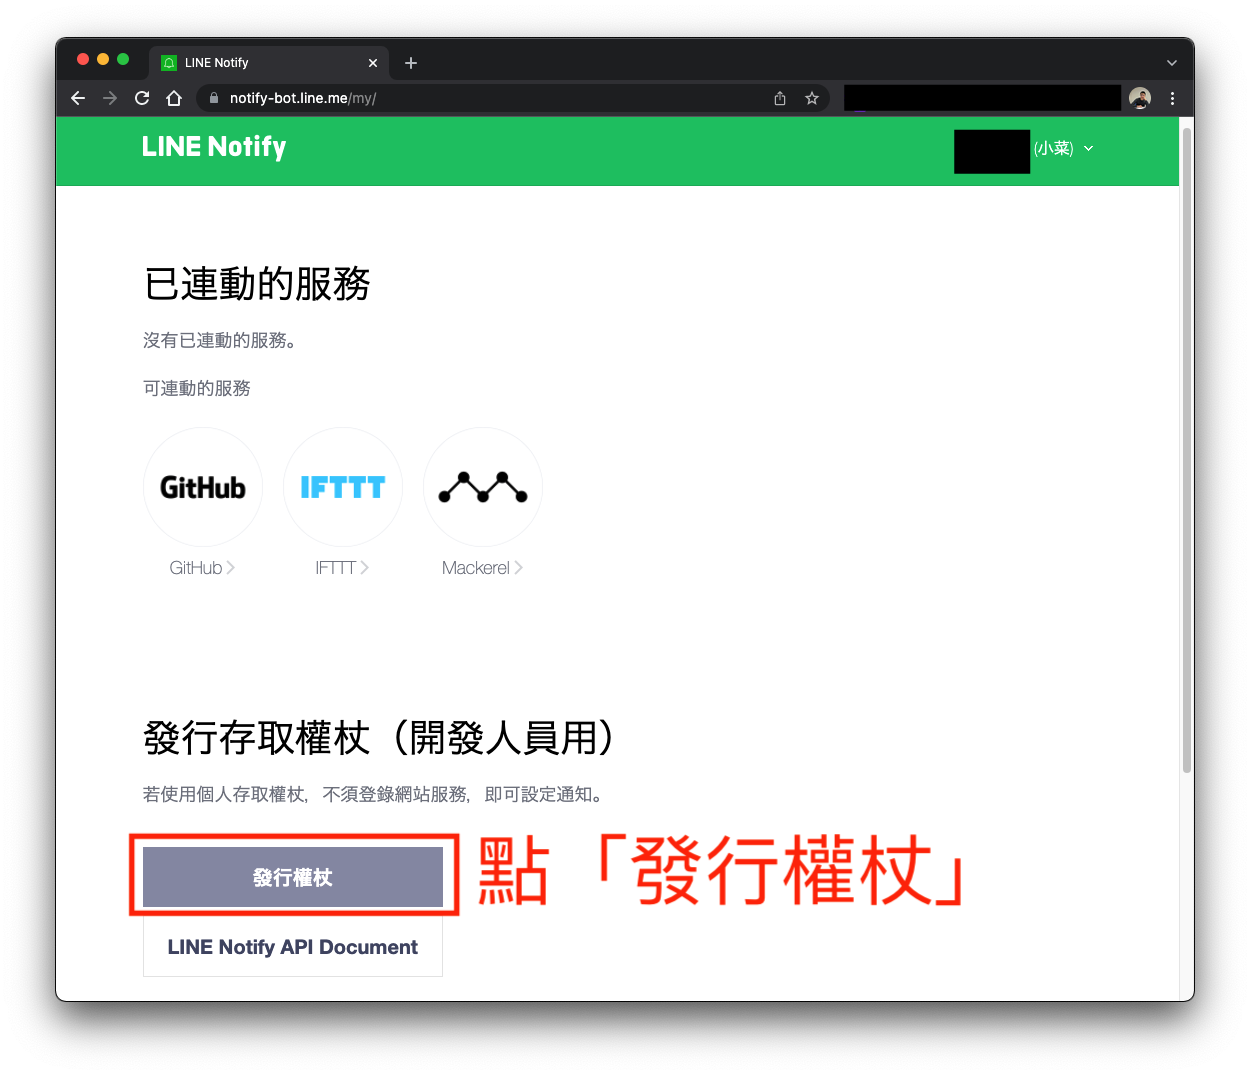 LINE Notify
notify-bot.line.me/my/
LINE Notify
(小菜)
已連動的服務
沒有已連動的服務。
可連動的服務
GitHub IFTTT
GitHub IFTTT Mackerel
發行存取權杖（開發人員用）
若使用個人存取權杖，不須登錄網站服務，即可設定通知。
發行權杖 點「發行權杖」
LINE Notify API Document